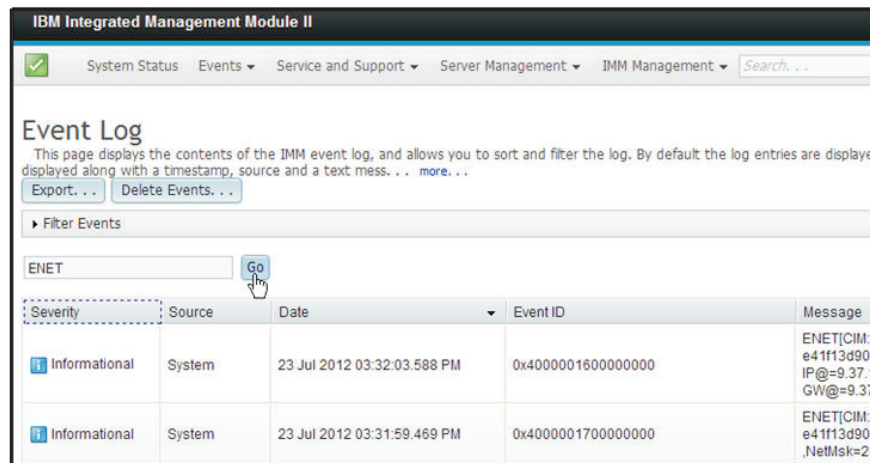 IBM Integrated Management Module II
System Status Events Service and Support Server Management IMM Management Search. . .
Event Log
This page displays the contents of the IMM event log, and allows you to sort and filter the log. By default the log entries are
displayed along with a timestamp, source and a text mess. . . more. . .
Export. . . Delete Events. . .
Filter Events
ENET Go
Severity Source Date Event ID Message
ENET[CIM:
e41f13d90
IP@=9.37.
GW@=9.37
Informational System 23 Jul 2012 03:32:03.588 PM 0x4000001600000000
ENET[CIM:
e41f13d90
,NetMsk=2
Informational System 23 Jul 2012 03:31:59.469 PM 0x4000001700000000